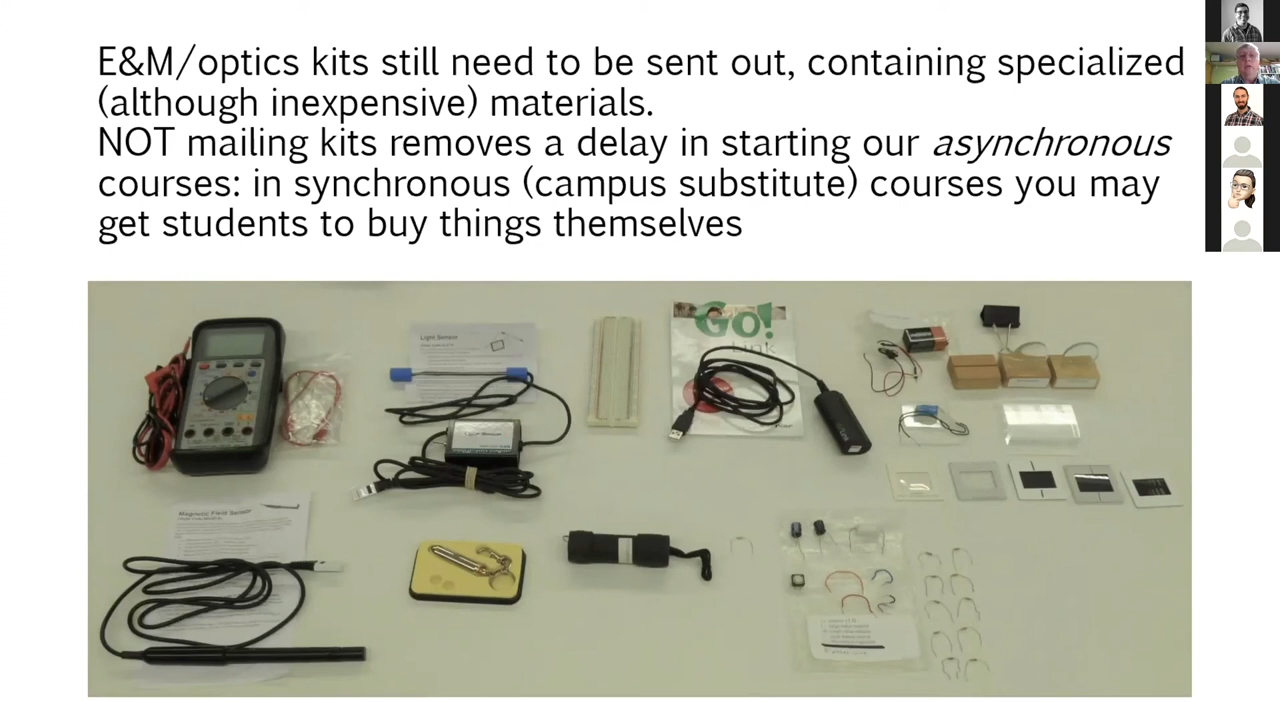 E&M/optics kits still need to be sent out, containing specialized
(although inexpensive) materials.
NOT mailing kits removes a delay in starting our asynchronous
courses: in synchronous (campus substitute) courses you may
get students to buy things themselves
Light Sensor
Go!
Link
Magnetic Field Sensor